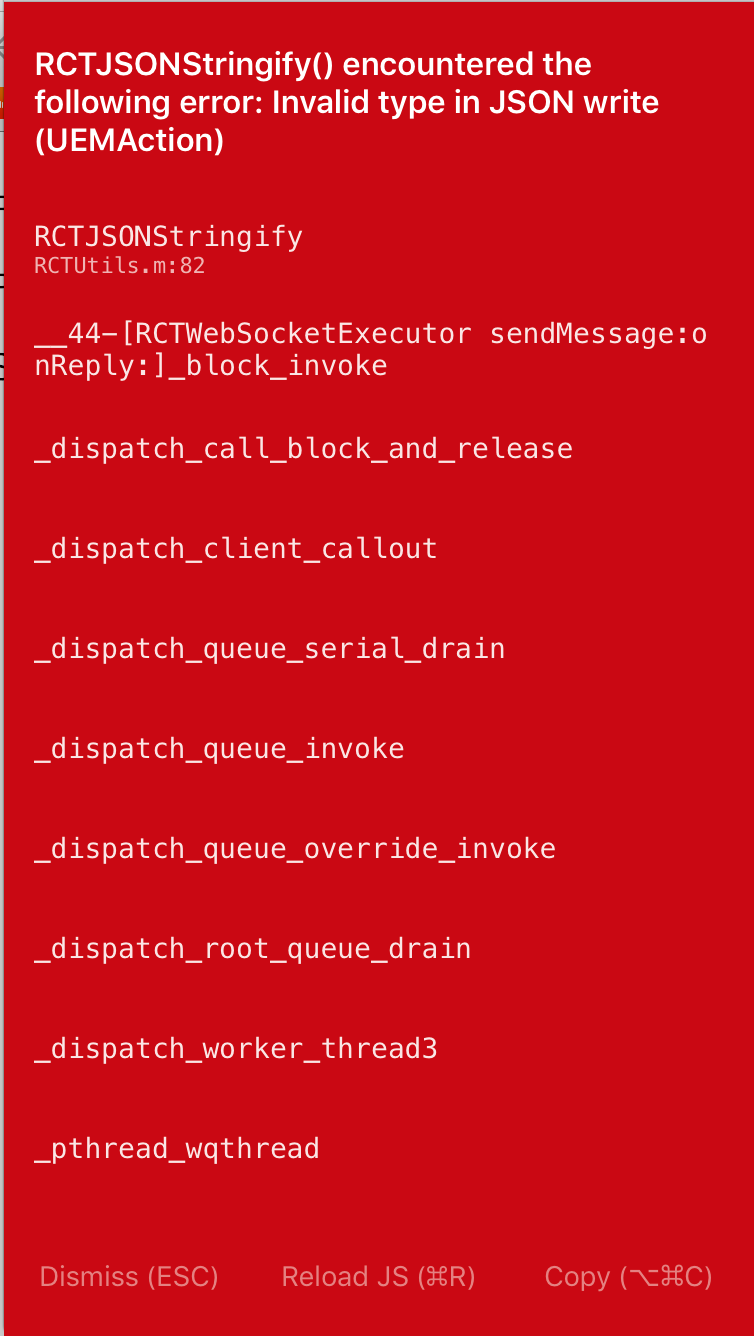 RCTJSONStringify() encountered the
following error: Invalid type in JSON write
(UEMAction)
RCTJSONStringify
RCTUtils.m:82
__44-[RCTWebSocketExecutor sendMessage:o
nReply:]_block_invoke
_dispatch_call_block_and_release
_dispatch_client_callout
_dispatch_queue_serial_drain
_dispatch_queue_invoke
_dispatch_queue_override_invoke
_dispatch_root_queue_drain
_dispatch_worker_thread3
_pthread_wqthread
Dismiss (ESC) Reload JS (⌘R) Copy (⌥⌘C)